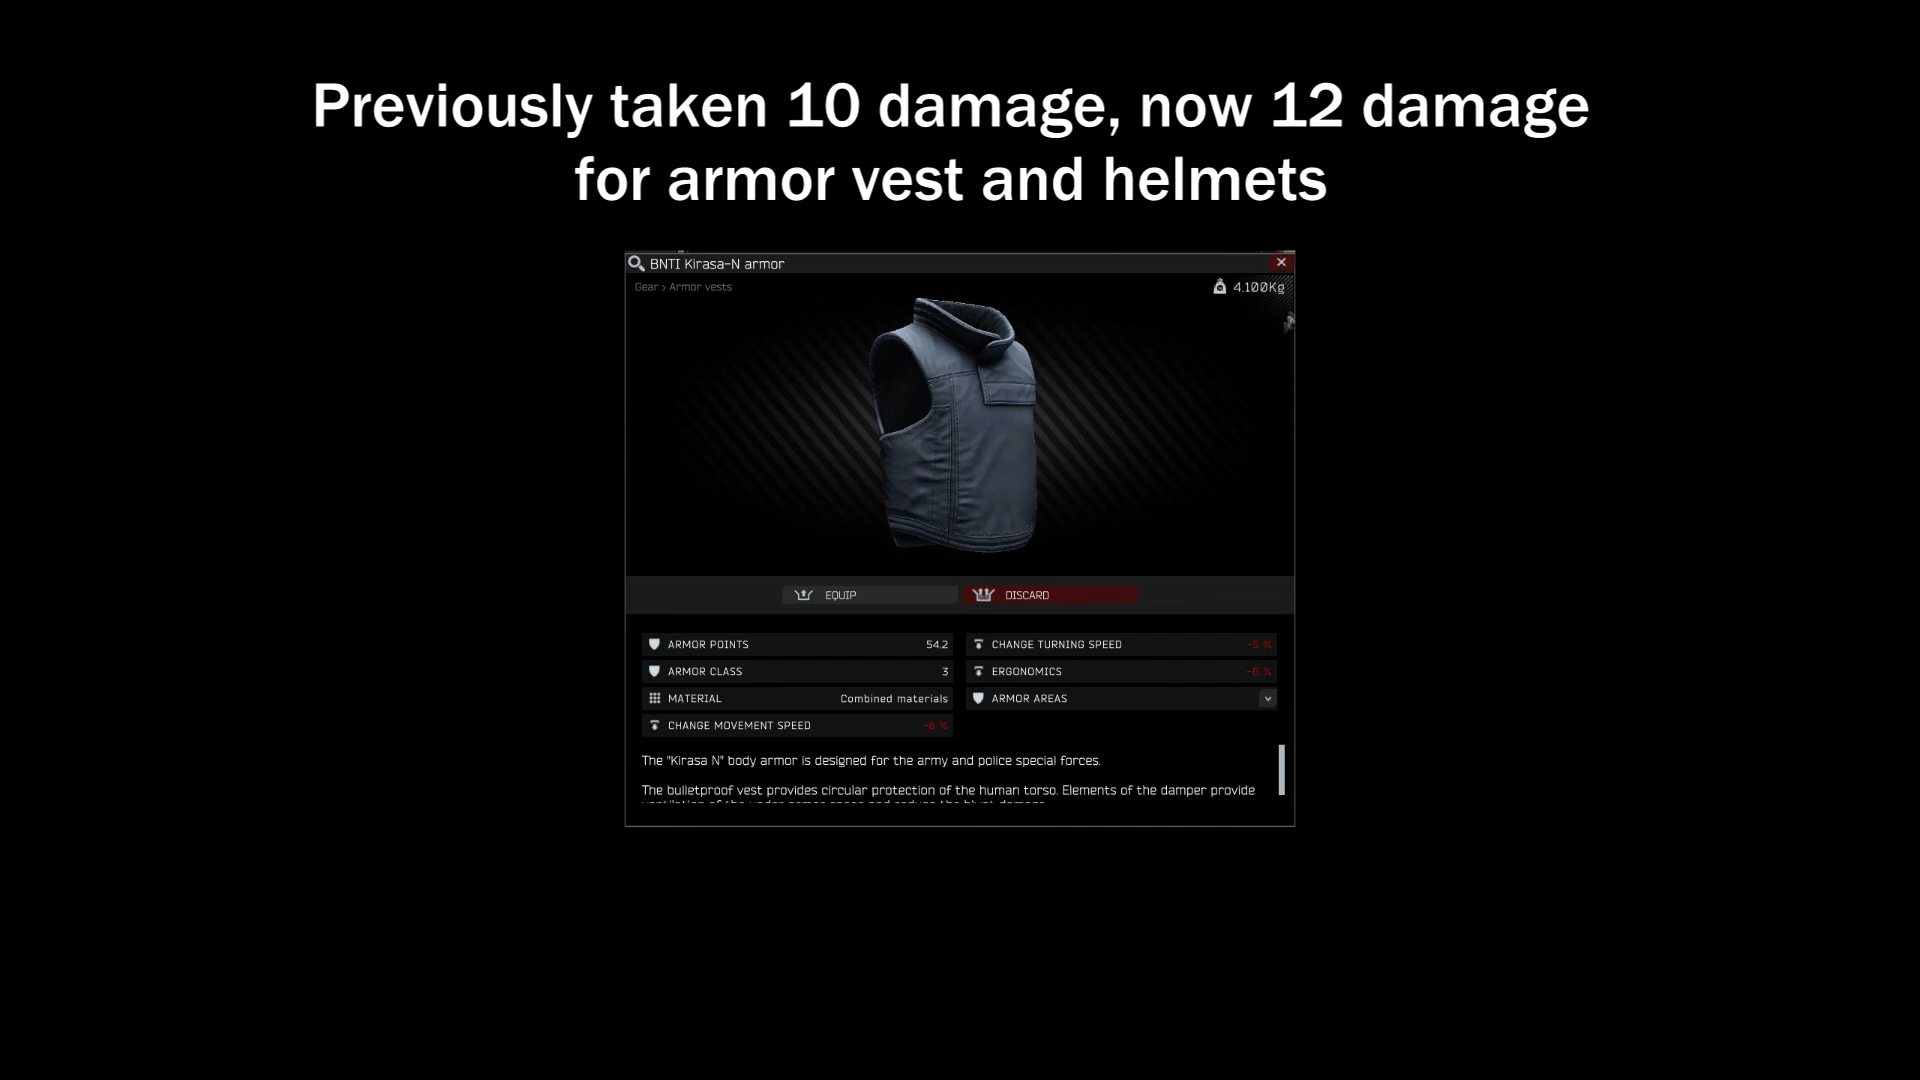 Previously taken 10 damage, now 12 damage
for armor vest and helmets
BNTI Kirasa-N armor
Gear > Armor vests
4.100Kg
EQUIP
DISCARD
ARMOR POINTS 54.2
CHANGE TURNING SPEED -5 %
ARMOR CLASS 3
ERGONOMICS -6 %
MATERIAL Combined materials
ARMOR AREAS
CHANGE MOVEMENT SPEED -8 %
The "Kirasa N" body armor is designed for the army and police special forces.
The bulletproof vest provides circular protection of the human torso. Elements of the damper provide